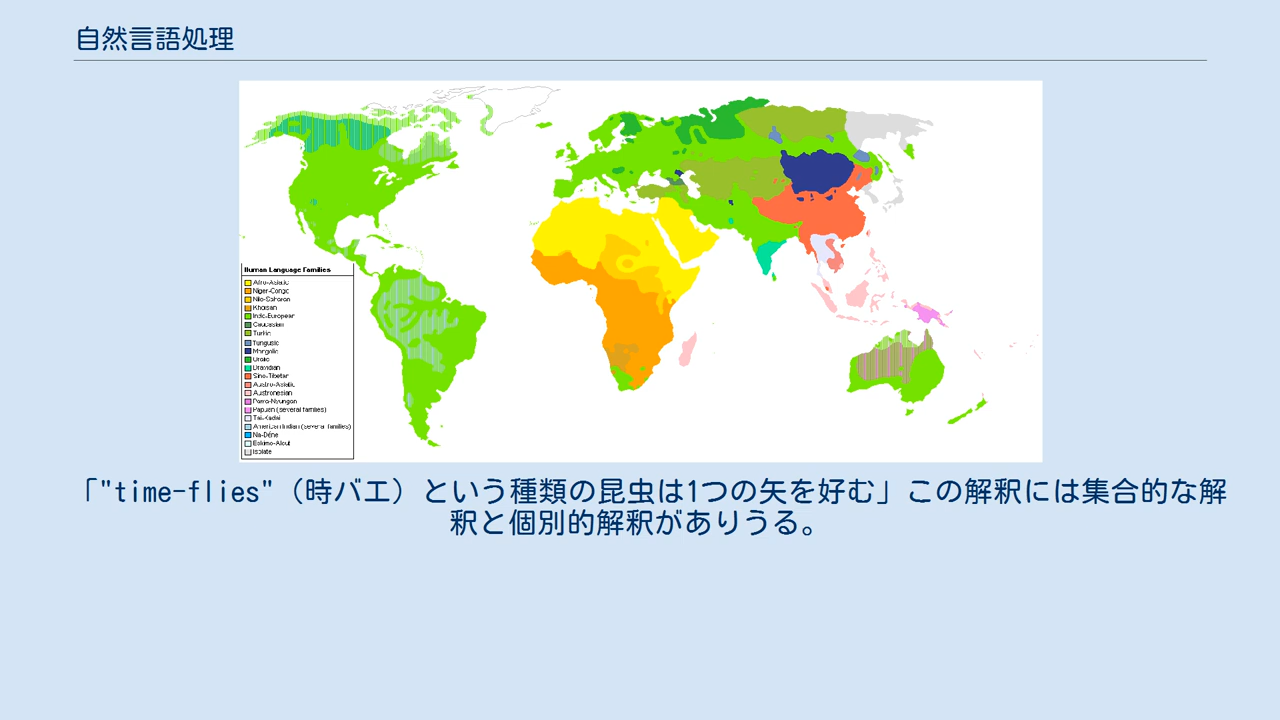 自然言語処理
Human Language Families
Afro-Asiatic
Niger-Congo
Nilo-Saharan
Khoisan
Indo-European
Caucasian
Turkic
Tungusic
Mongolic
Uralic
Dravidian
Sino-Tibetan
Austro-Asiatic
Austronesian
Pama-Nyungan
Papuan (several families)
Tai-Kadai
American Indian (several families)
Na-Dene
Eskimo-Aleut
Isolate
「"time-flies"（時バエ）という種類の昆虫は1つの矢を好む」この解釈には集合的な解
釈と個別的解釈がありうる。